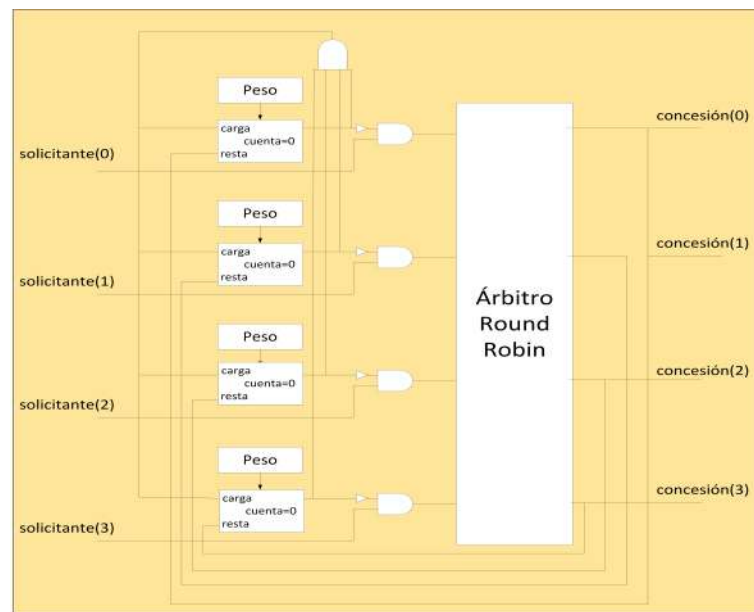 Peso
concesión(0)
carga
cuenta=0
resta
solicitante(0)
Peso
concesión(1)
carga
cuenta=0
resta
solicitante(1)
Árbitro
Round
Robin
Peso
carga
cuenta=0
resta
concesión(2)
solicitante(2)
Peso
concesión(3)
carga
cuenta=0
resta
solicitante(3)